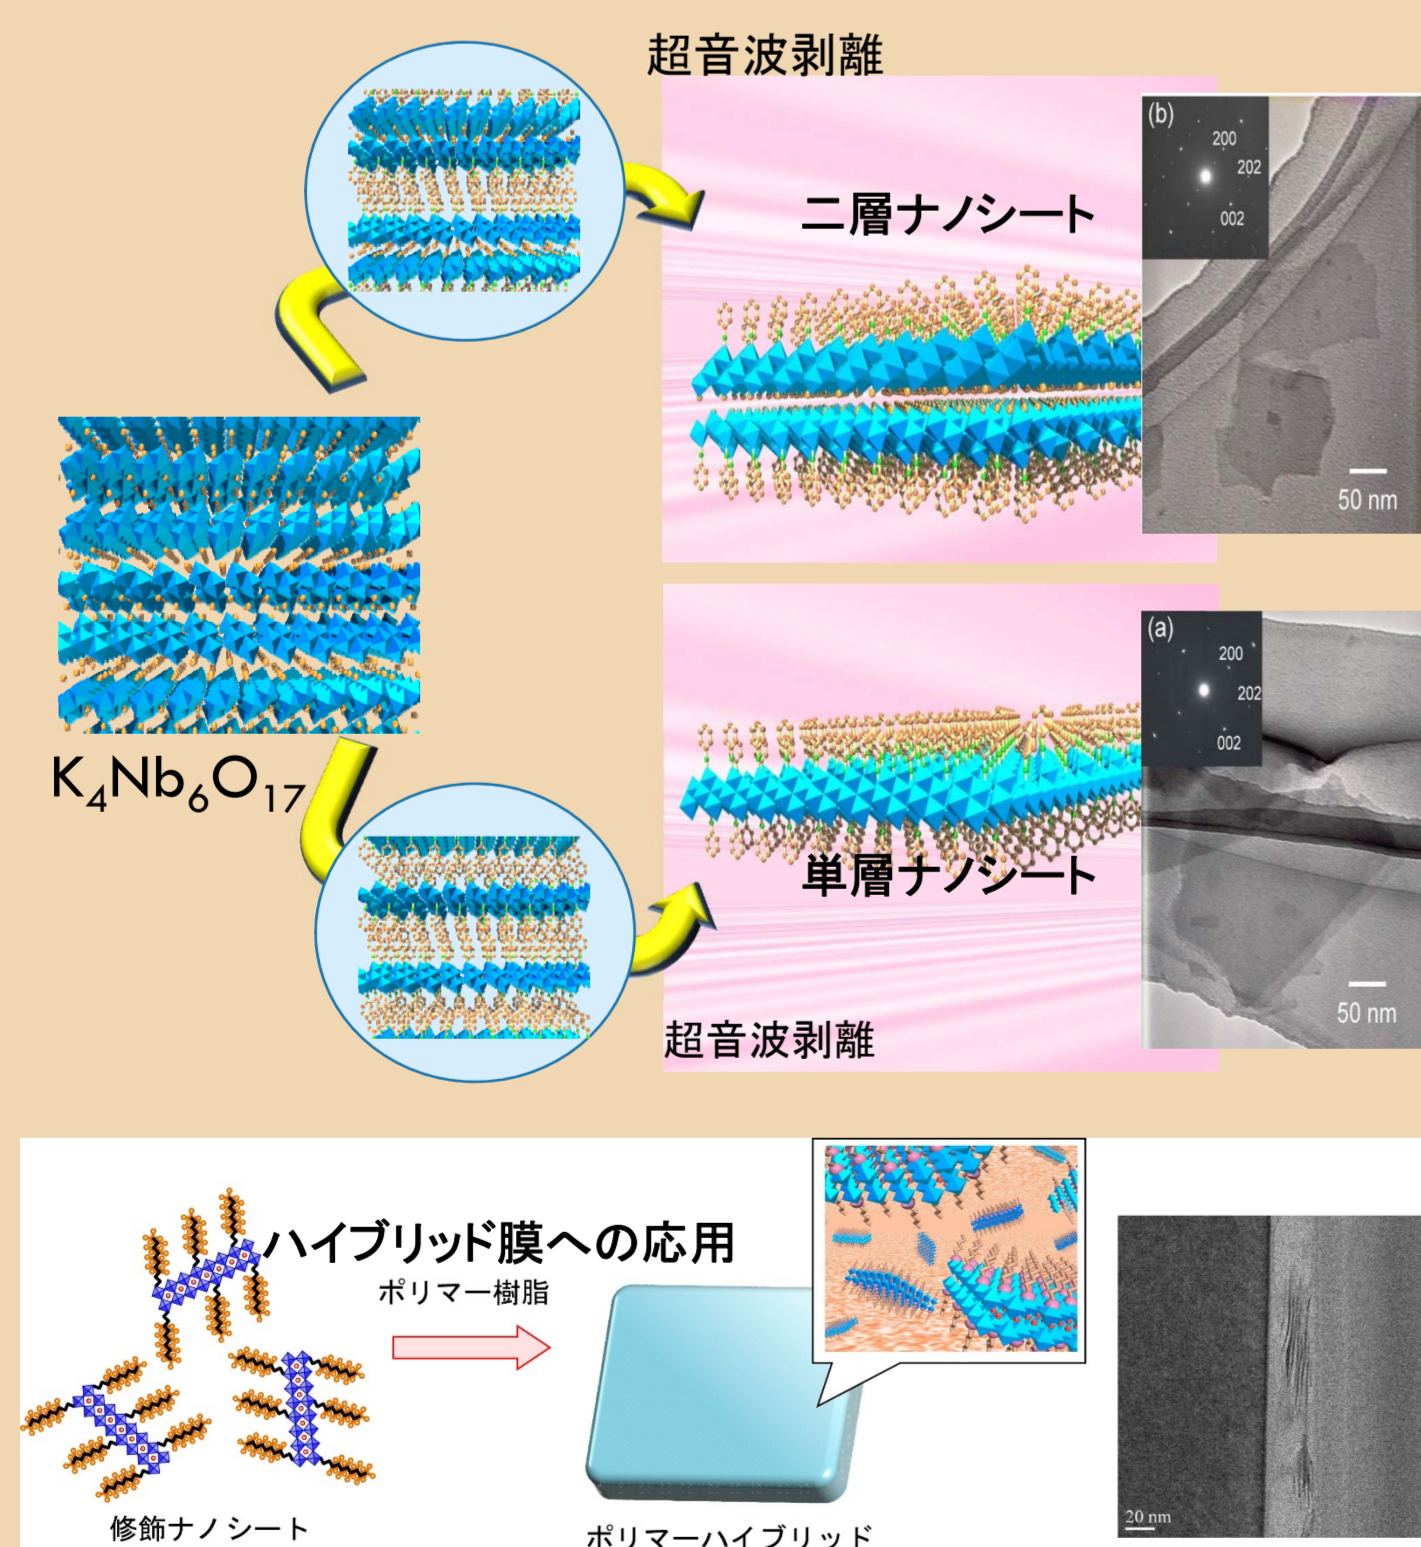 超音波剥離
(b)
200
202
002
二層ナノシート
50 nm
K₄Nb₆O₁₇
(a)
200
202
002
単層ナノシート
50 nm
超音波剥離
ハイブリッド膜への応用
ポリマー樹脂
修飾ナノシート
ポリマーハイブリッド
20 nm